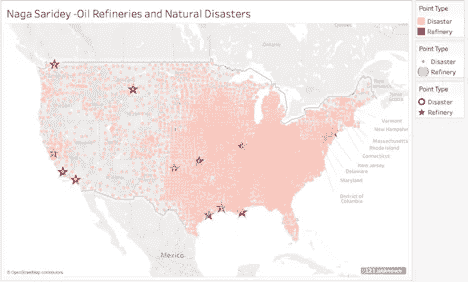 Naga Saridey -Oil Refineries and Natural Disasters
Point Type
Disaster
Refinery
Point Type
Disaster
Refinery
Point Type
Disaster
Refinery
Ontario
Vermont
New Hampshire
Massachusetts
Rhode Island
Connecticut
New Jersey
Delaware
Maryland
District of
Columbia
Mexico
© OpenStreetMap contributors